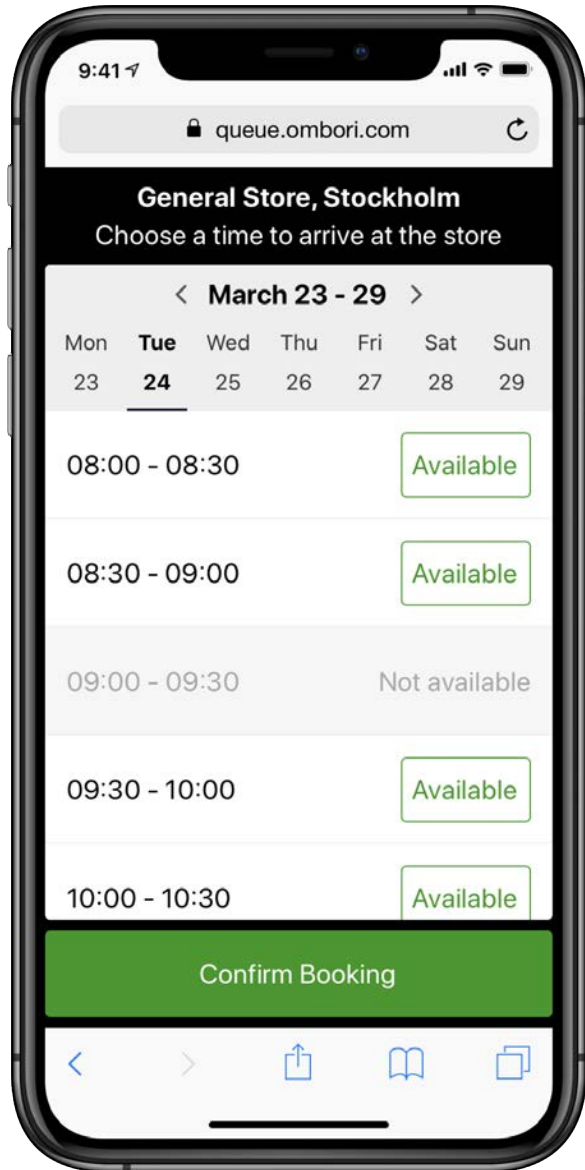 9:41
queue.ombori.com
General Store, Stockholm
Choose a time to arrive at the store
March 23 - 29
Mon Tue Wed Thu Fri Sat Sun
23 24 25 26 27 28 29
08:00 - 08:30 Available
08:30 - 09:00 Available
09:00 - 09:30 Not available
09:30 - 10:00 Available
10:00 - 10:30 Available
Confirm Booking